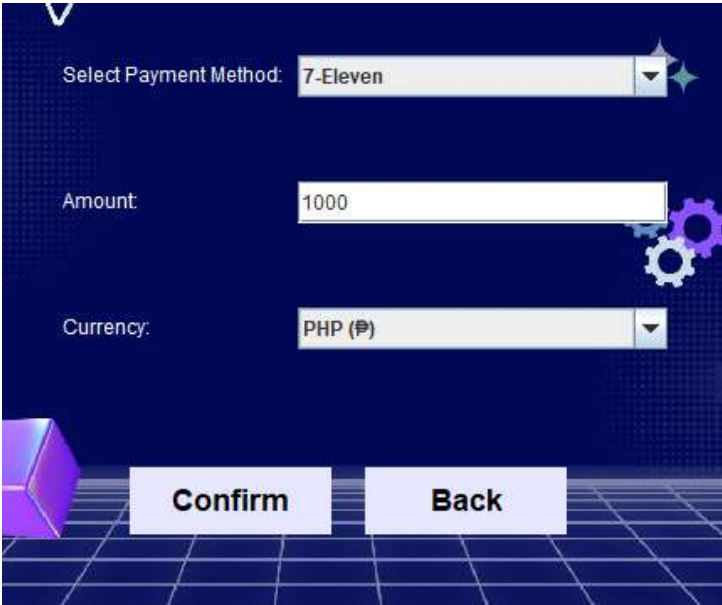 Select Payment Method: 7-Eleven
Amount: 1000
Currency: PHP (₱)
Confirm Back